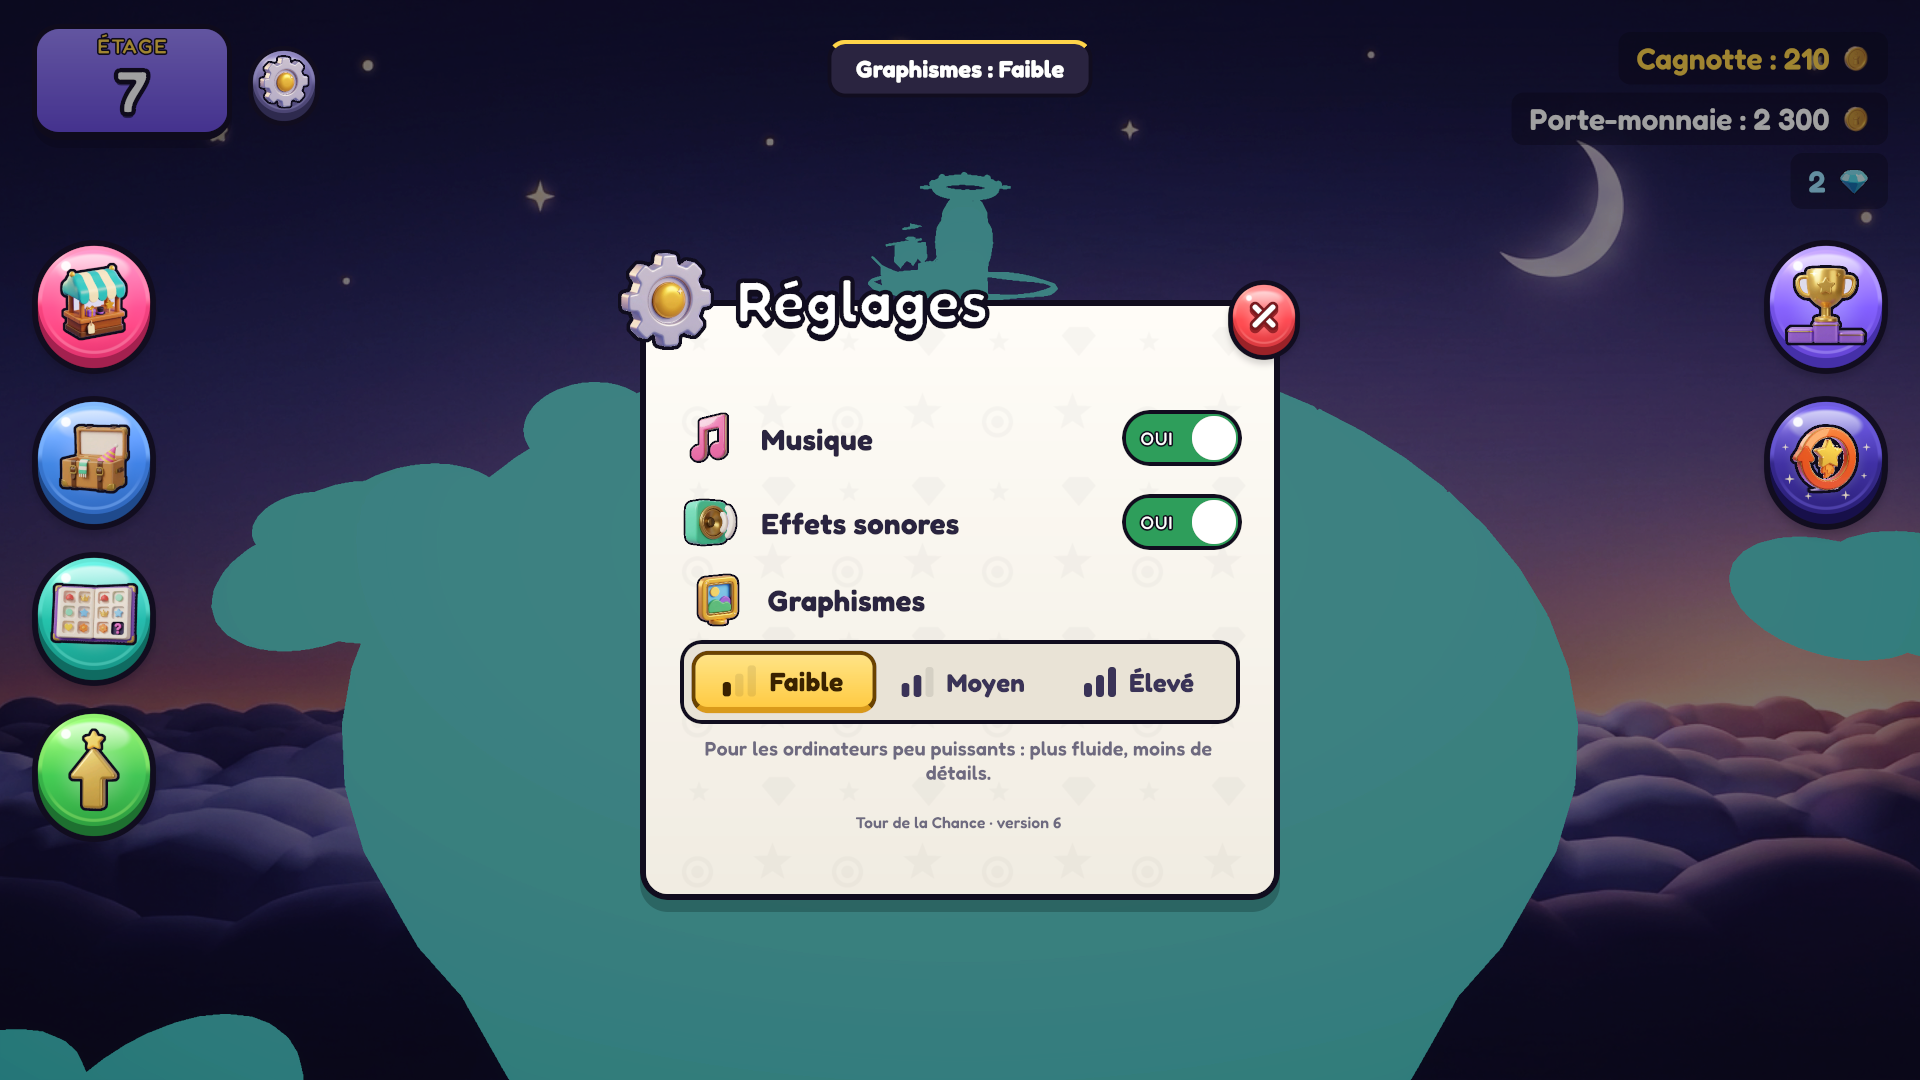 ÉTAGE
7
Graphismes : Faible
Cagnotte : 210
Porte-monnaie : 2 300
2
Réglages
Musique
OUI
Effets sonores
OUI
Graphismes
Faible
Moyen
Élevé
Pour les ordinateurs peu puissants : plus fluide, moins de
détails.
Tour de la Chance · version 6
?